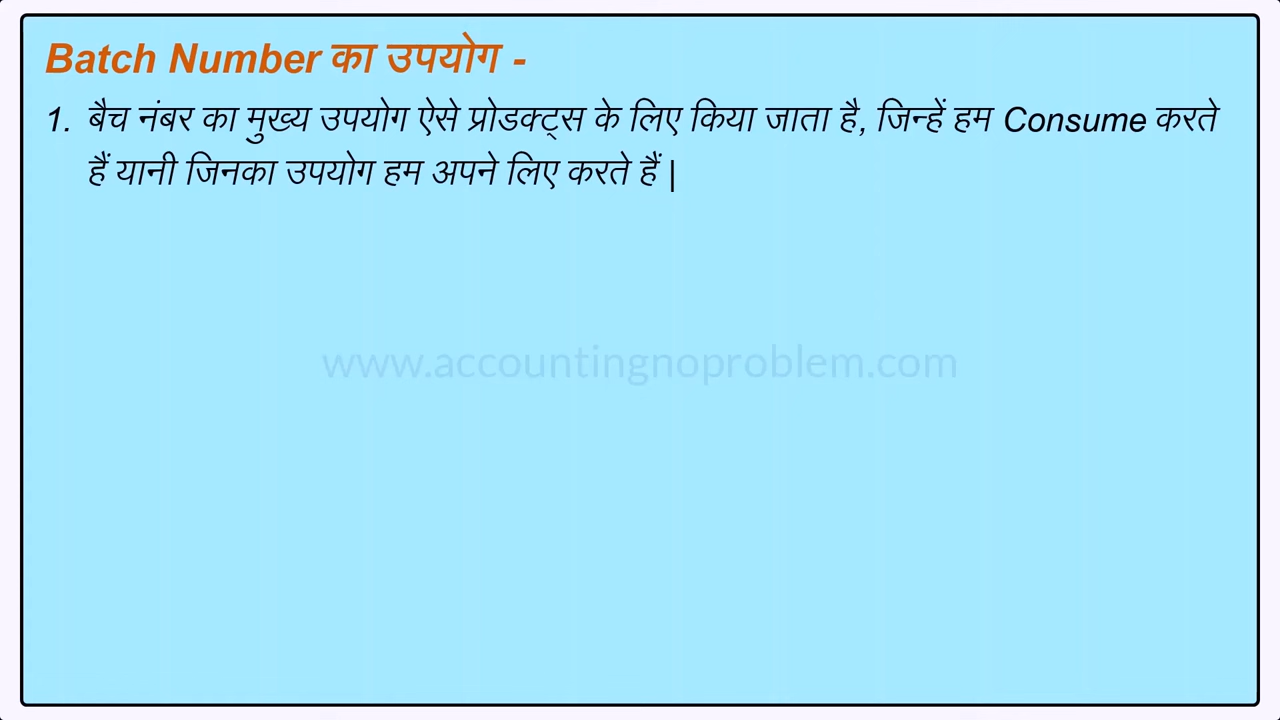 Batch Number का उपयोग -
1. बैच नंबर का मुख्य उपयोग ऐसे प्रोडक्ट्स के लिए किया जाता है, जिन्हें हम Consume करते
हैं यानी जिनका उपयोग हम अपने लिए करते हैं |
www.accountingnoproblem.com